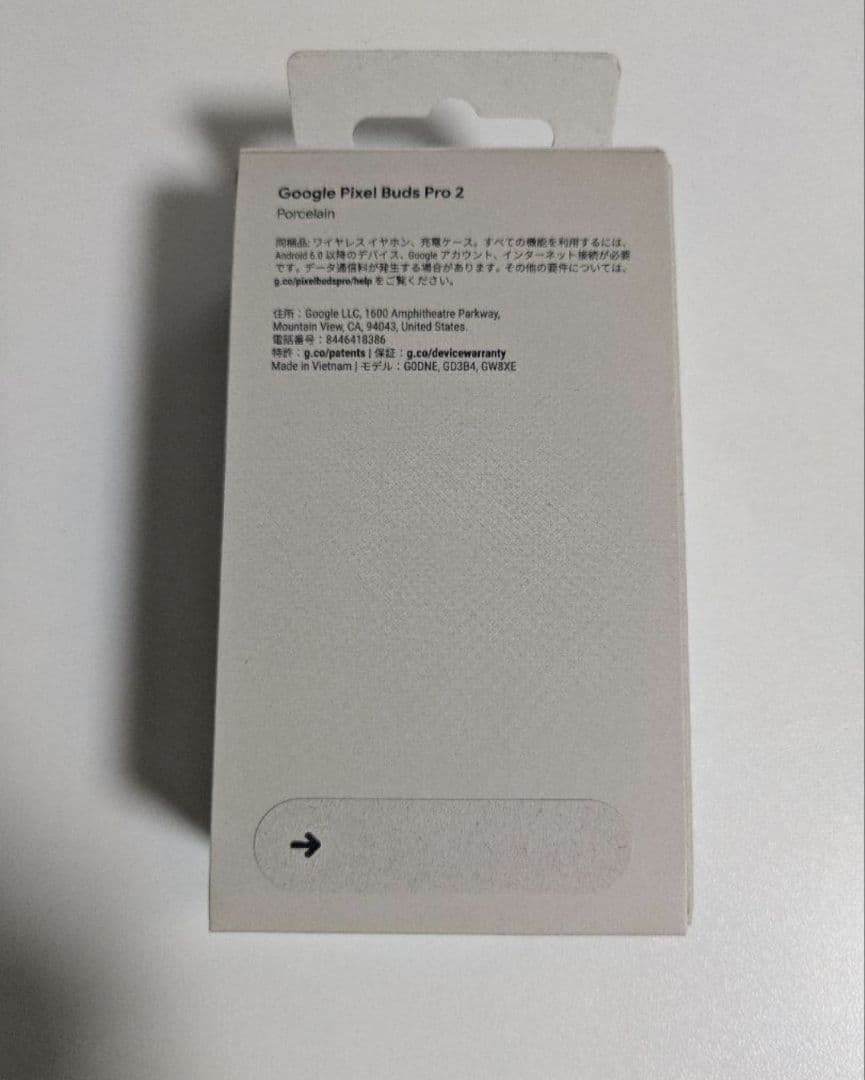 Google Pixel Buds Pro 2
Porcelain
同梱品: ワイヤレス イヤホン、充電ケース。すべての機能を利用するには、
Android 6.0 以降のデバイス、Google アカウント、インターネット接続が必要
です。データ通信料が発生する場合があります。その他の要件については、
g.co/pixelbudspro/help をご覧ください。
住所：Google LLC, 1600 Amphitheatre Parkway,
Mountain View, CA, 94043, United States.
電話番号：8446418386
特許：g.co/patents | 保証：g.co/devicewarranty
Made in Vietnam | モデル：G0DNE, GD3B4, GW8XE